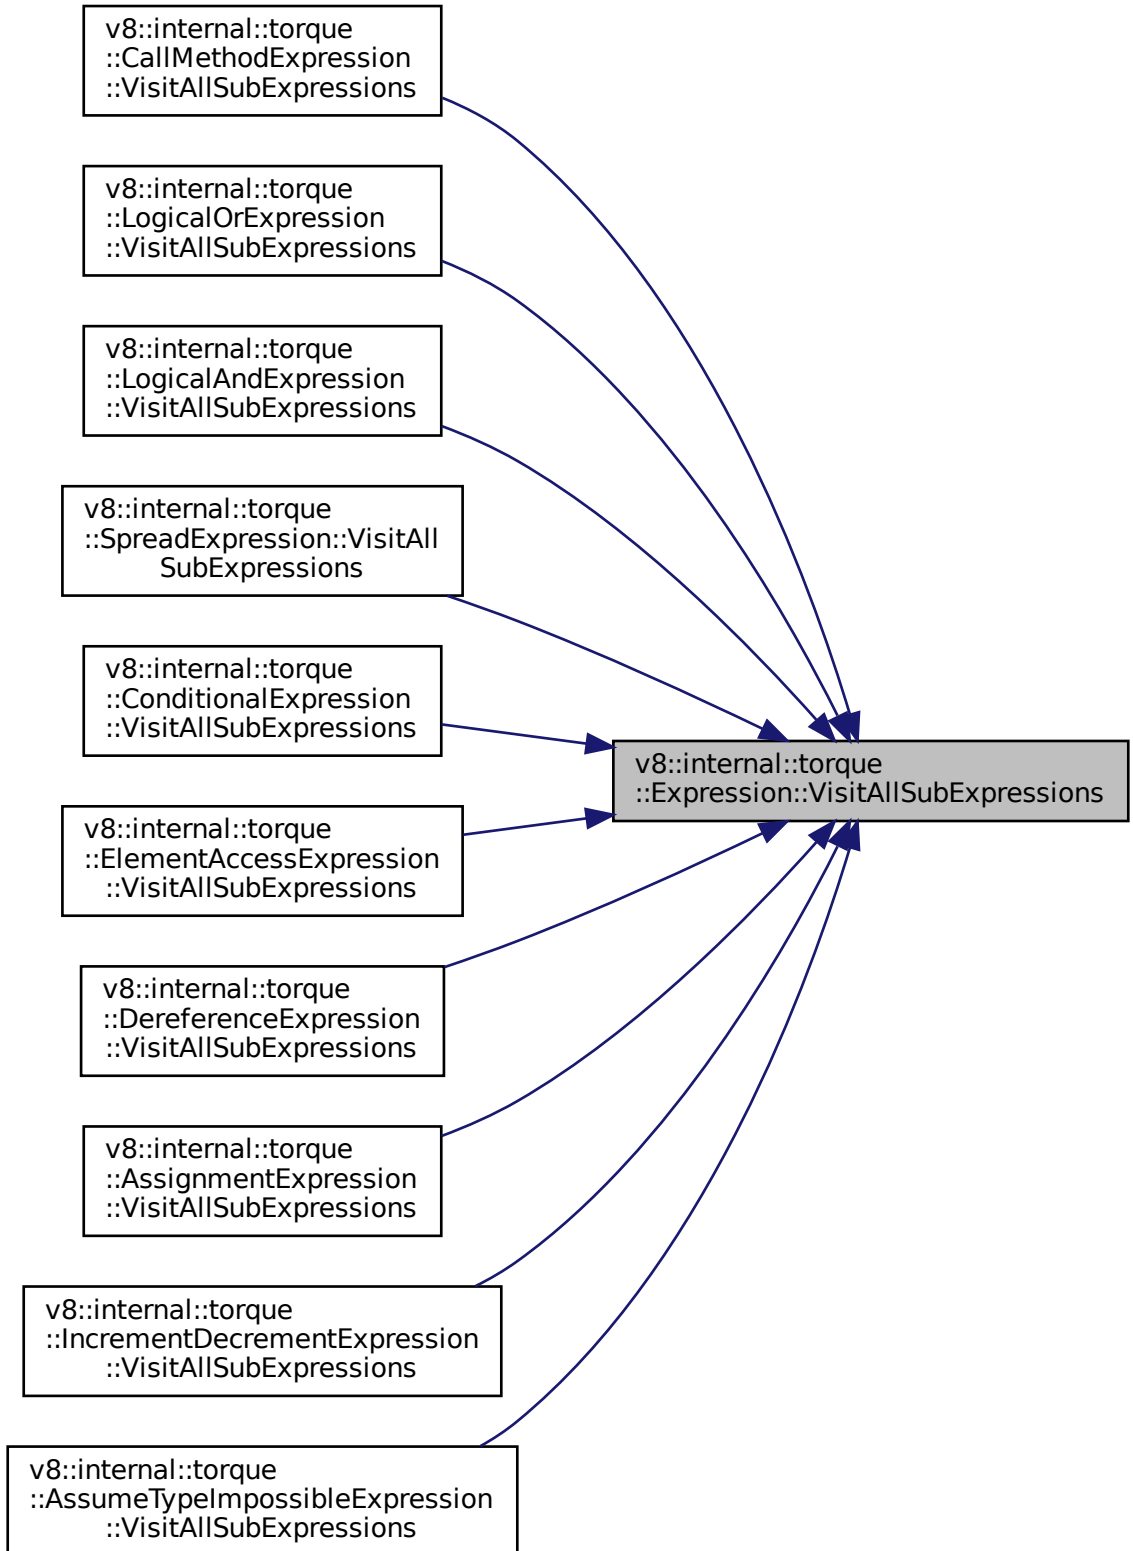 v8::internal::torque
::CallMethodExpression
::VisitAllSubExpressions
v8::internal::torque
::LogicalOrExpression
::VisitAllSubExpressions
v8::internal::torque
::LogicalAndExpression
::VisitAllSubExpressions
v8::internal::torque
::SpreadExpression::VisitAll
SubExpressions
v8::internal::torque
::ConditionalExpression
::VisitAllSubExpressions
v8::internal::torque
::Expression::VisitAllSubExpressions
v8::internal::torque
::ElementAccessExpression
::VisitAllSubExpressions
v8::internal::torque
::DereferenceExpression
::VisitAllSubExpressions
v8::internal::torque
::AssignmentExpression
::VisitAllSubExpressions
v8::internal::torque
::IncrementDecrementExpression
::VisitAllSubExpressions
v8::internal::torque
::AssumeTypeImpossibleExpression
::VisitAllSubExpressions